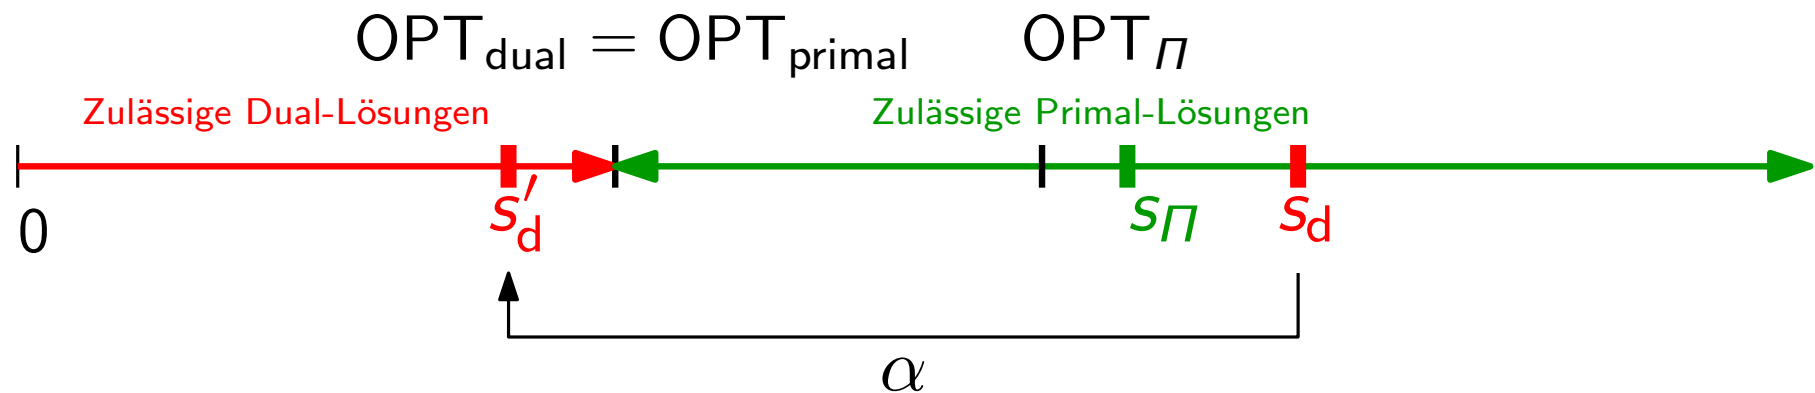 OPT_dual = OPT_primal OPT_Π
Zulässige Dual-Lösungen Zulässige Primal-Lösungen
0 s'_d s_Π s_d
α